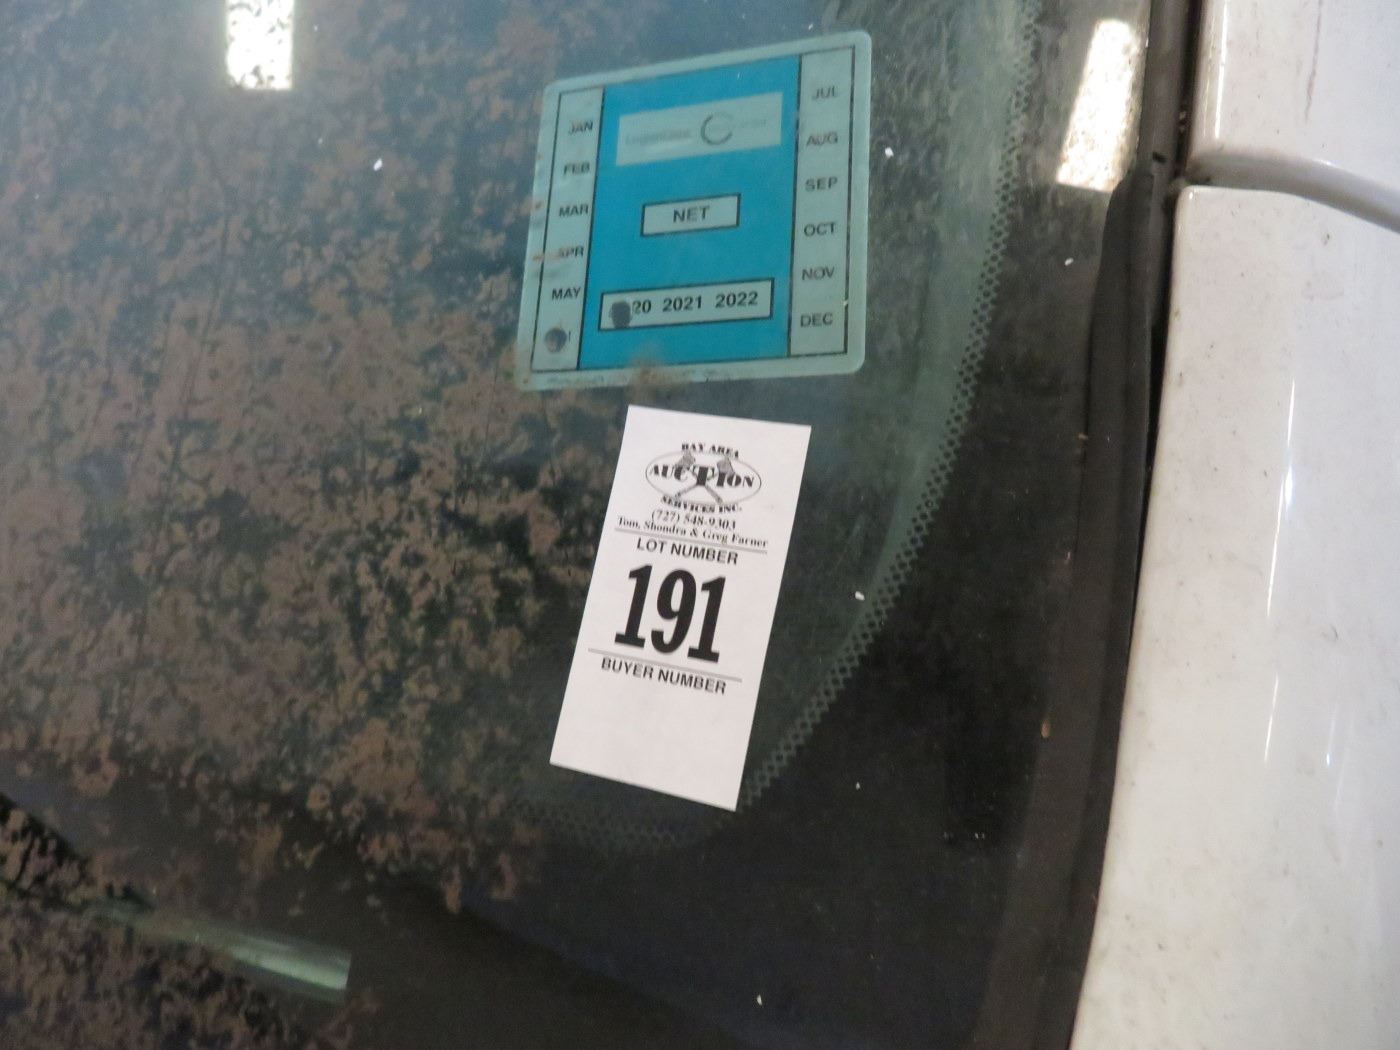 JAN
FEB
MAR
APR
MAY
NET
20 2021 2022
JUL
AUG
SEP
OCT
NOV
DEC
BAY AREA
AUCTION
SERVICES INC.
(727) 548-9303
Tom, Shondra & Greg Farner
LOT NUMBER
191
BUYER NUMBER